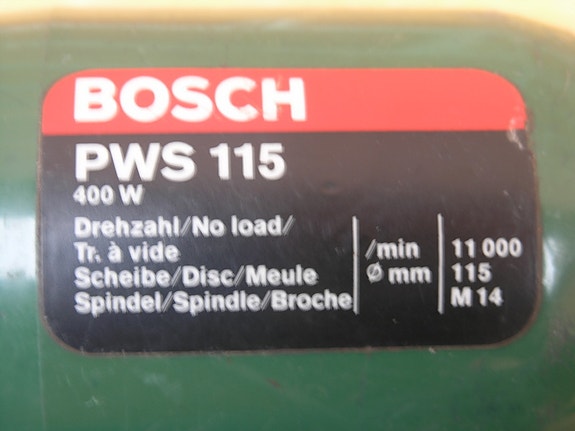 BOSCH
PWS 115
400 W
Drehzahl/No load/
Tr. à vide /min 11 000
Scheibe/Disc/Meule Ø mm 115
Spindel/Spindle/Broche M 14